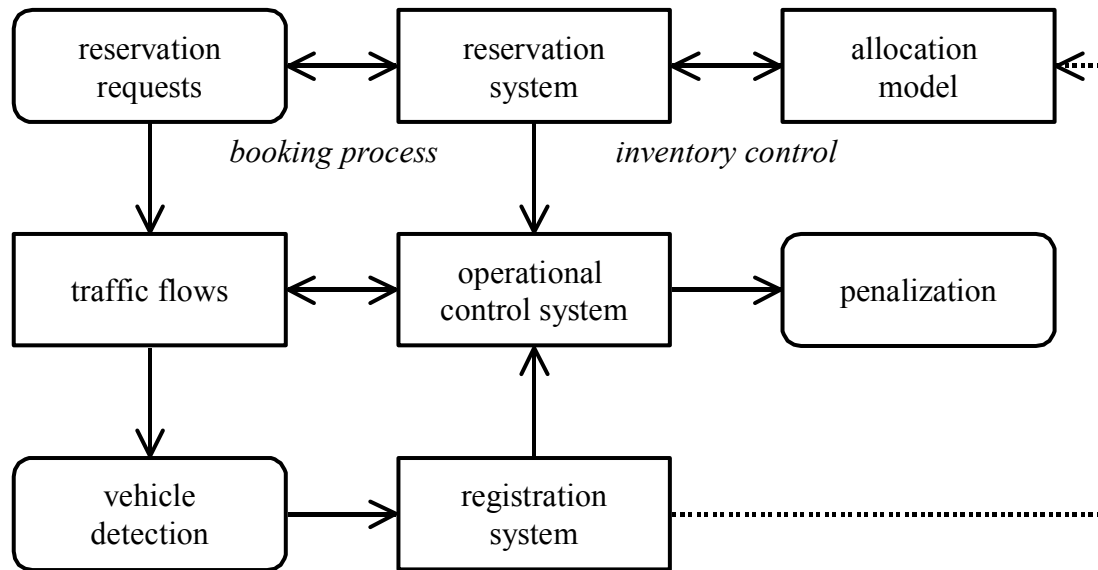 reservation
requests
reservation
system
allocation
model
booking process
inventory control
traffic flows
operational
control system
penalization
vehicle
detection
registration
system